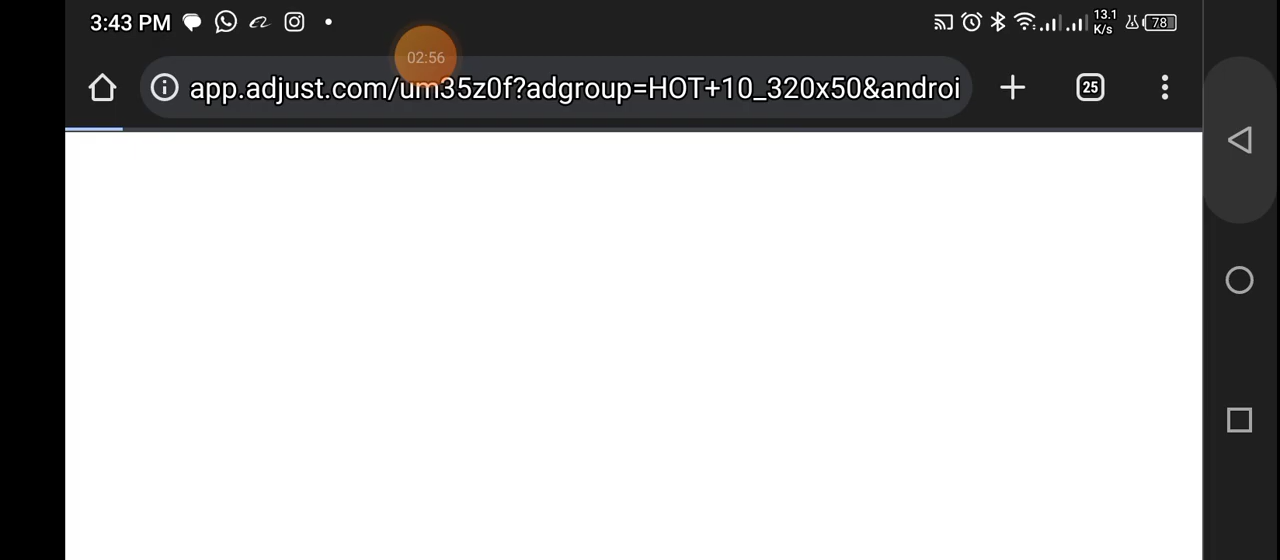 3:43 PM
13.1
K/s
78
02:56
app.adjust.com/um35z0f?adgroup=HOT+10_320x50&androi
25